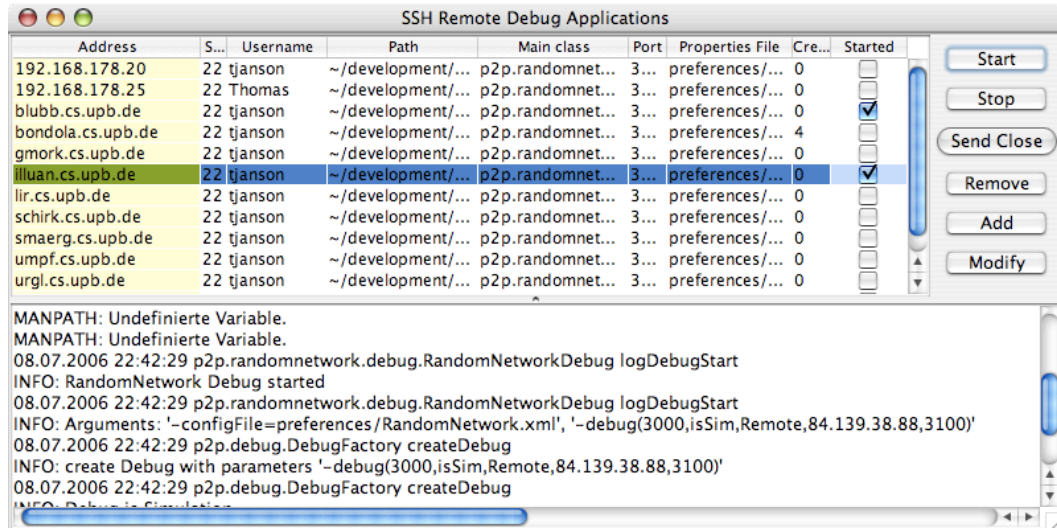 SSH Remote Debug Applications
Address S... Username Path Main class Port Properties File Cre... Started
192.168.178.20 22 tjanson ~/development/... p2p.randomnet... 3... preferences/... 0
192.168.178.25 22 Thomas ~/development/... p2p.randomnet... 3... preferences/... 0
blubb.cs.upb.de 22 tjanson ~/development/... p2p.randomnet... 3... preferences/... 0
bondola.cs.upb.de 22 tjanson ~/development/... p2p.randomnet... 3... preferences/... 4
gmork.cs.upb.de 22 tjanson ~/development/... p2p.randomnet... 3... preferences/... 0
illuan.cs.upb.de 22 tjanson ~/development/... p2p.randomnet... 3... preferences/... 0
lir.cs.upb.de 22 tjanson ~/development/... p2p.randomnet... 3... preferences/... 0
schirk.cs.upb.de 22 tjanson ~/development/... p2p.randomnet... 3... preferences/... 0
smaerg.cs.upb.de 22 tjanson ~/development/... p2p.randomnet... 3... preferences/... 0
umpf.cs.upb.de 22 tjanson ~/development/... p2p.randomnet... 3... preferences/... 0
urgl.cs.upb.de 22 tjanson ~/development/... p2p.randomnet... 3... preferences/... 0
Start
Stop
Send Close
Remove
Add
Modify
MANPATH: Undefinierte Variable.
MANPATH: Undefinierte Variable.
08.07.2006 22:42:29 p2p.randomnetwork.debug.RandomNetworkDebug logDebugStart
INFO: RandomNetwork Debug started
08.07.2006 22:42:29 p2p.randomnetwork.debug.RandomNetworkDebug logDebugStart
INFO: Arguments: '-configFile=preferences/RandomNetwork.xml', '-debug(3000,isSim,Remote,84.139.38.88,3100)'
08.07.2006 22:42:29 p2p.debug.DebugFactory createDebug
INFO: create Debug with parameters '-debug(3000,isSim,Remote,84.139.38.88,3100)'
08.07.2006 22:42:29 p2p.debug.DebugFactory createDebug
INFO: Debug is Simulation